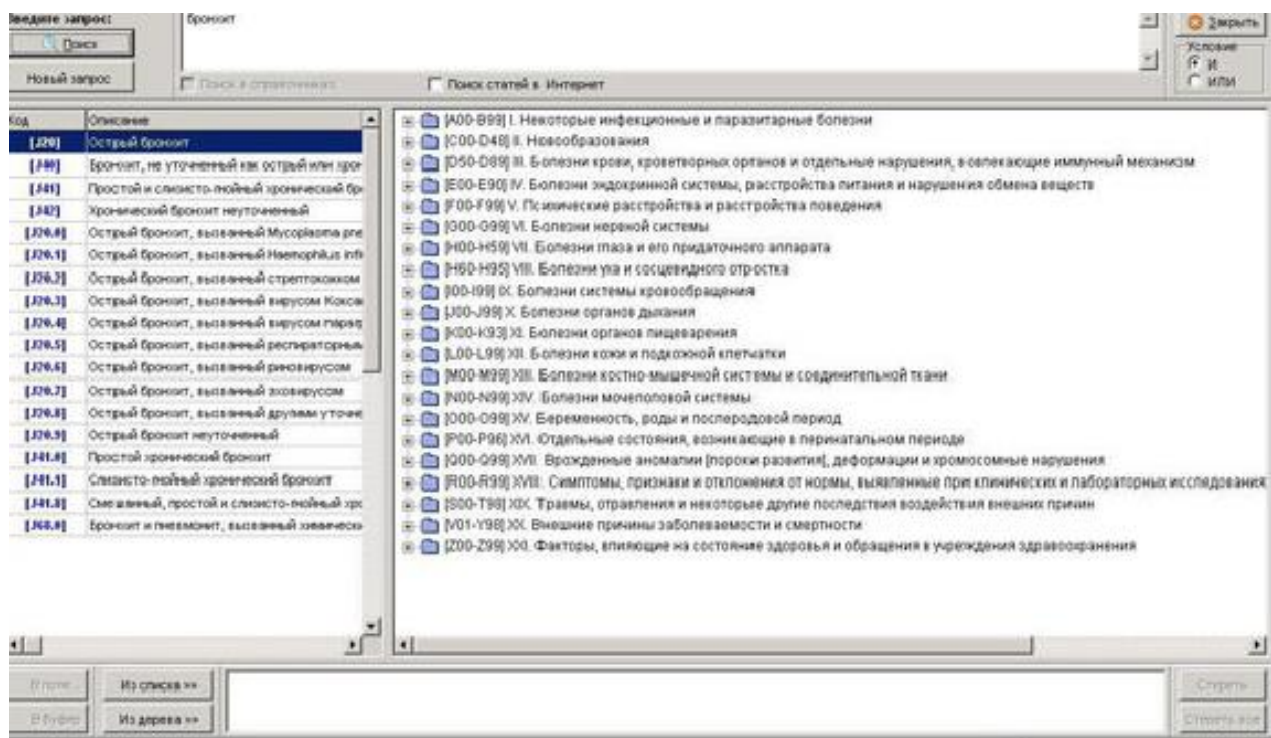 Введите запрос:
бронхит
Поиск
Новый запрос
Поиск в справочниках
Поиск статей в Интернет
Закрыть
Условие
И
ИЛИ
Код Описание
[J20] Острый бронхит
[J40] Бронхит, не уточненный как острый или хрон
[J41] Простой и слизисто-гнойный хронический бро
[J42] Хронический бронхит неуточненный
[J20.0] Острый бронхит, вызванный Mycoplasma pne
[J20.1] Острый бронхит, вызванный Haemophilus infl
[J20.2] Острый бронхит, вызванный стрептококком
[J20.3] Острый бронхит, вызванный вирусом Кокса
[J20.4] Острый бронхит, вызванный вирусом параг
[J20.5] Острый бронхит, вызванный респираторным
[J20.6] Острый бронхит, вызванный риновирусом
[J20.7] Острый бронхит, вызванный эховирусом
[J20.8] Острый бронхит, вызванный другими уточне
[J20.9] Острый бронхит неуточненный
[J41.0] Простой хронический бронхит
[J41.1] Слизисто-гнойный хронический бронхит
[J41.8] Смешанный, простой и слизисто-гнойный хро
[J68.0] Бронхит и пневмонит, вызванный химически
[A00-B99] I. Некоторые инфекционные и паразитарные болезни
[C00-D48] II. Новообразования
[D50-D89] III. Болезни крови, кроветворных органов и отдельные нарушения, вовлекающие иммунный механизм
[E00-E90] IV. Болезни эндокринной системы, расстройства питания и нарушения обмена веществ
[F00-F99] V. Психические расстройства и расстройства поведения
[G00-G99] VI. Болезни нервной системы
[H00-H59] VII. Болезни глаза и его придаточного аппарата
[H60-H95] VIII. Болезни уха и сосцевидного отростка
[I00-I99] IX. Болезни системы кровообращения
[J00-J99] X. Болезни органов дыхания
[K00-K93] XI. Болезни органов пищеварения
[L00-L99] XII. Болезни кожи и подкожной клетчатки
[M00-M99] XIII. Болезни костно-мышечной системы и соединительной ткани
[N00-N99] XIV. Болезни мочеполовой системы
[O00-O99] XV. Беременность, роды и послеродовой период
[P00-P96] XVI. Отдельные состояния, возникающие в перинатальном периоде
[Q00-Q99] XVII. Врожденные аномалии [пороки развития], деформации и хромосомные нарушения
[R00-R99] XVIII. Симптомы, признаки и отклонения от нормы, выявленные при клинических и лабораторных исследования
[S00-T98] XIX. Травмы, отравления и некоторые другие последствия воздействия внешних причин
[V01-Y98] XX. Внешние причины заболеваемости и смертности
[Z00-Z99] XXI. Факторы, влияющие на состояние здоровья и обращения в учреждения здравоохранения
Из списка >>
В буфер
Из дерева >>
Стереть
Стереть все